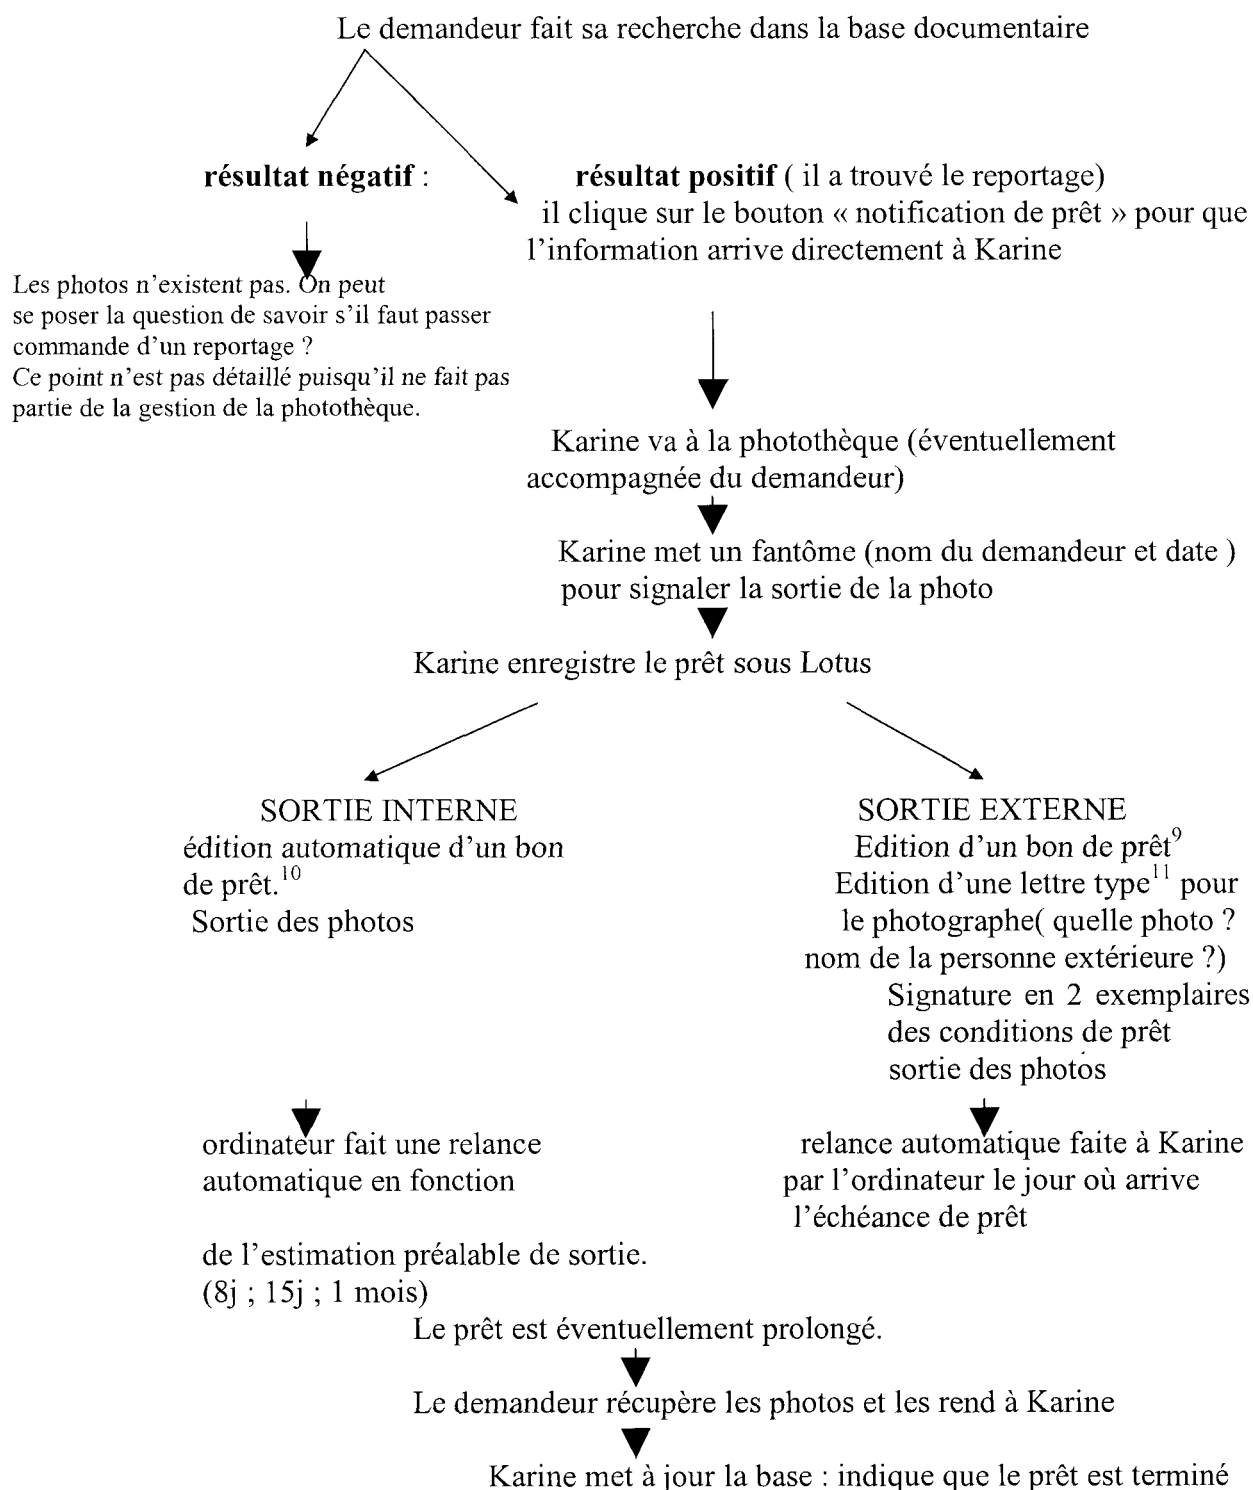 Le demandeur fait sa recherche dans la base documentaire
résultat négatif :
Les photos n'existent pas. On peut
se poser la question de savoir s'il faut passer
commande d'un reportage ?
Ce point n'est pas détaillé puisqu'il ne fait pas
partie de la gestion de la photothèque.
résultat positif ( il a trouvé le reportage)
il clique sur le bouton « notification de prêt » pour que
l'information arrive directement à Karine
Karine va à la photothèque (éventuellement
accompagnée du demandeur)
Karine met un fantôme (nom du demandeur et date )
pour signaler la sortie de la photo
Karine enregistre le prêt sous Lotus
SORTIE INTERNE
édition automatique d'un bon
de prêt.10
Sortie des photos
ordinateur fait une relance
automatique en fonction
de l'estimation préalable de sortie.
(8j ; 15j ; 1 mois)
SORTIE EXTERNE
Edition d'un bon de prêt9
Edition d'une lettre type11 pour
le photographe( quelle photo ?
nom de la personne extérieure ?)
Signature en 2 exemplaires
des conditions de prêt
sortie des photos
relance automatique faite à Karine
par l'ordinateur le jour où arrive
l'échéance de prêt
Le prêt est éventuellement prolongé.
Le demandeur récupère les photos et les rend à Karine
Karine met à jour la base : indique que le prêt est terminé